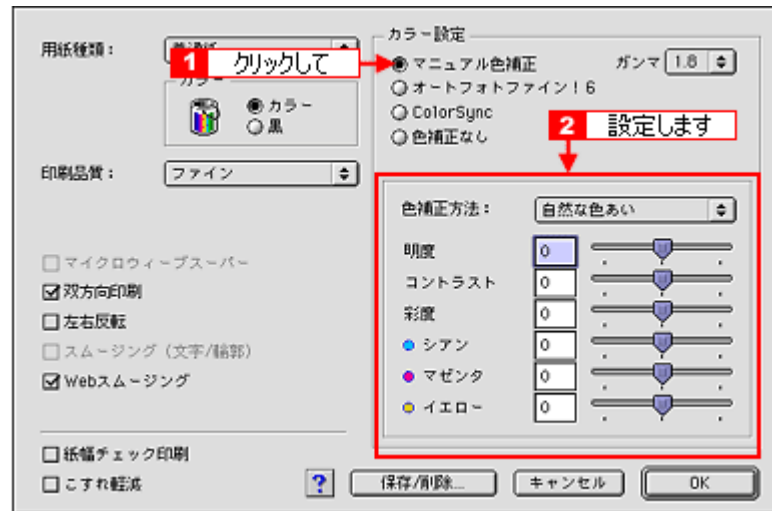 用紙種類：
カラー
カラー
黒
印刷品質：
ファイン
マイクロウィーブスーパー
双方向印刷
左右反転
スムージング（文字/輪郭）
Webスムージング
紙幅チェック印刷
こすれ軽減
1 クリックして
カラー設定
マニュアル色補正
ガンマ 1.8
オートフォトファイン！6
ColorSync
色補正なし
2 設定します
色補正方法：
自然な色あい
明度 0
コントラスト 0
彩度 0
シアン 0
マゼンタ 0
イエロー 0
?
保存/削除...
キャンセル
OK